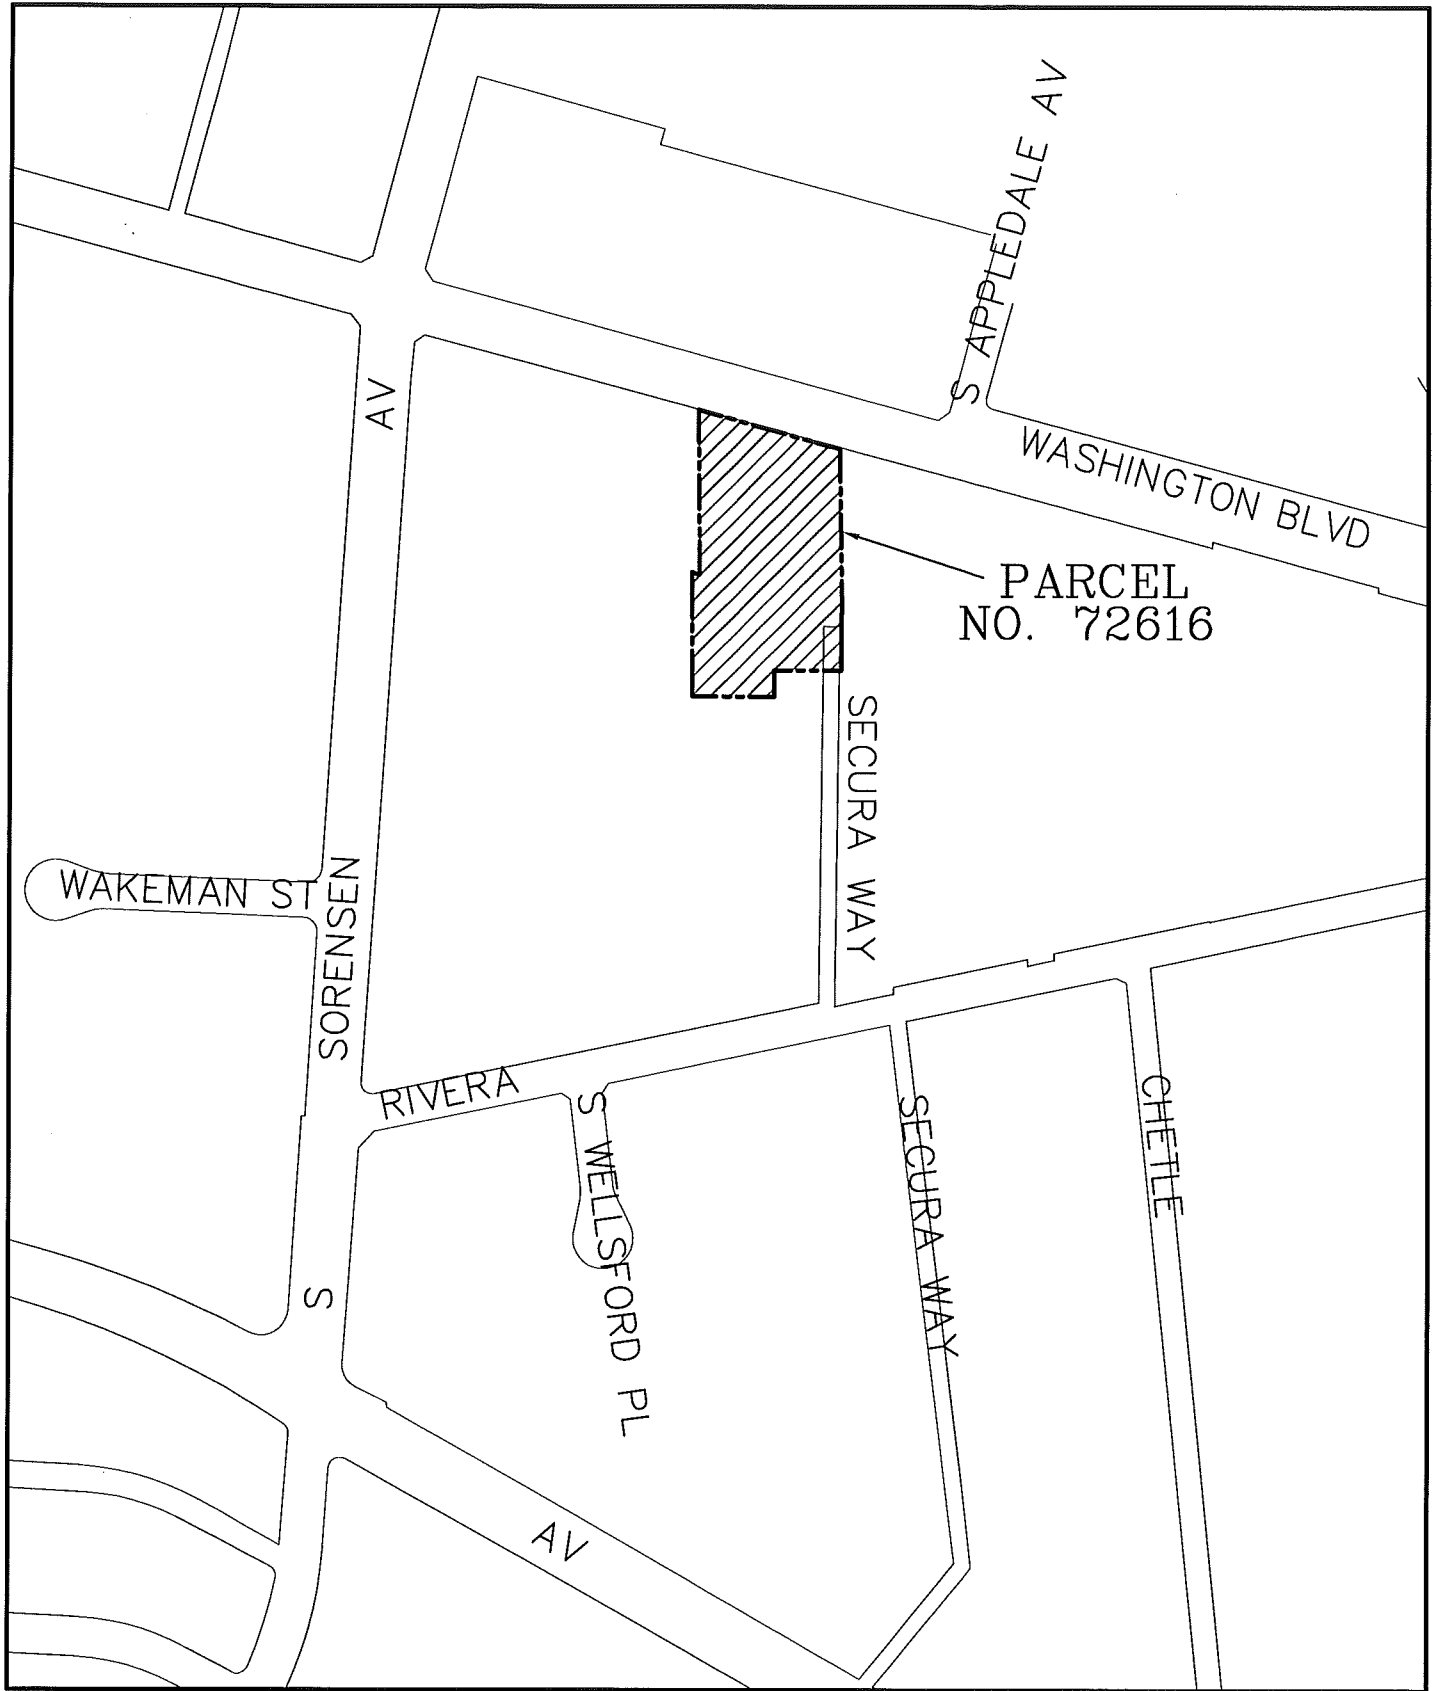 S APPLEDALE AV
AV
WASHINGTON BLVD
PARCEL
NO. 72616
SECURA WAY
WAKEMAN ST
SORENSEN
RIVERA
S WELLSFORD PL
SECURA WAY
CHETLE
S
AV